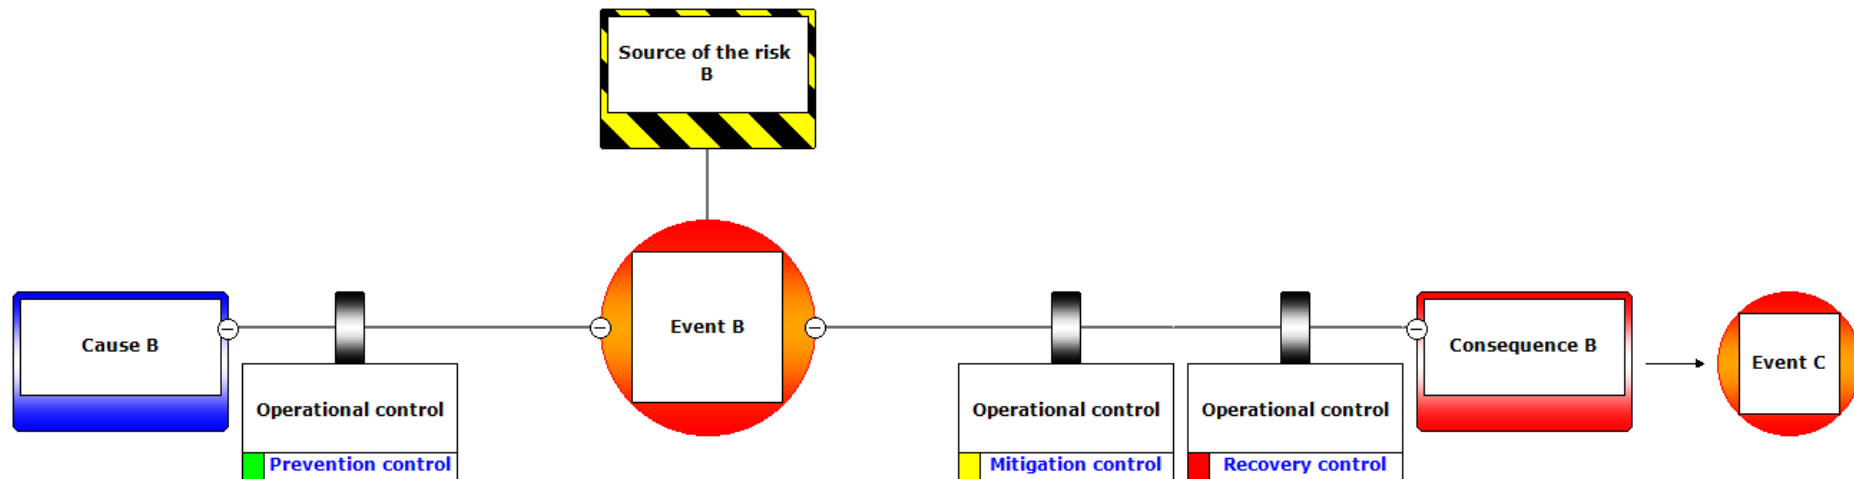 Source of the risk
B
Cause B
Event B
Consequence B
Event C
Operational control
Prevention control
Operational control
Mitigation control
Operational control
Recovery control